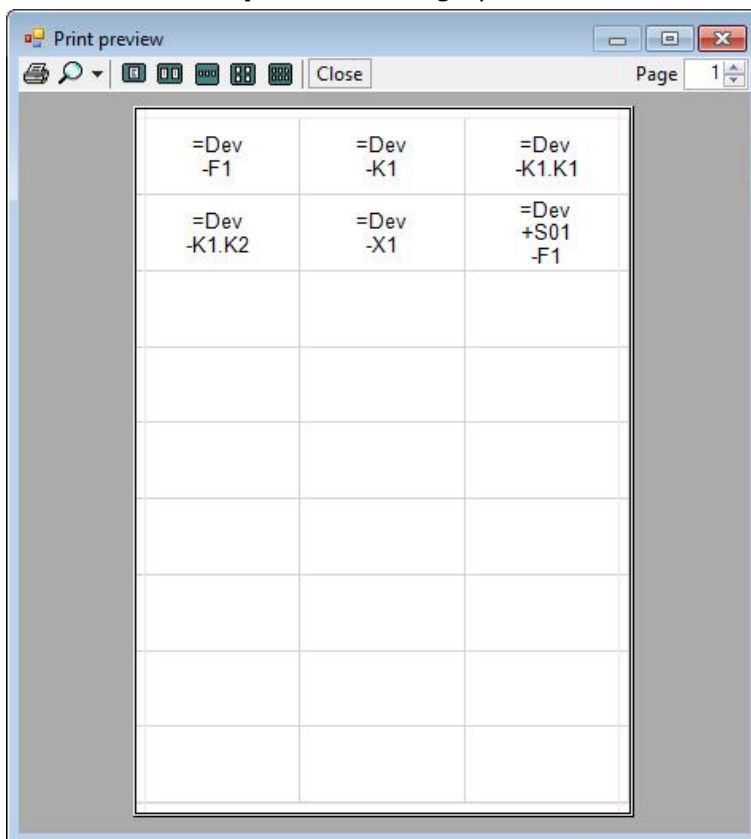 Print preview
Close
Page 1
=Dev
-F1
=Dev
-K1
=Dev
-K1.K1
=Dev
-K1.K2
=Dev
-X1
=Dev
+S01
-F1